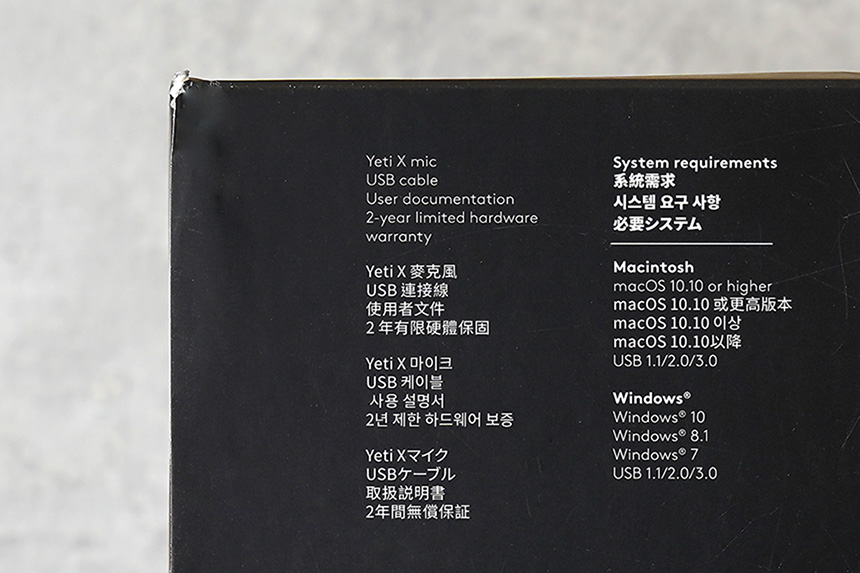 Yeti X mic
USB cable
User documentation
2-year limited hardware
warranty
Yeti X 麥克風
USB 連接線
使用者文件
2 年有限硬體保固
Yeti X 마이크
USB 케이블
사용 설명서
2년 제한 하드웨어 보증
Yeti Xマイク
USBケーブル
取扱説明書
2年間無償保証
System requirements
系統需求
시스템 요구 사항
必要システム
Macintosh
macOS 10.10 or higher
macOS 10.10 或更高版本
macOS 10.10 이상
macOS 10.10以降
USB 1.1/2.0/3.0
Windows®
Windows® 10
Windows® 8.1
Windows® 7
USB 1.1/2.0/3.0